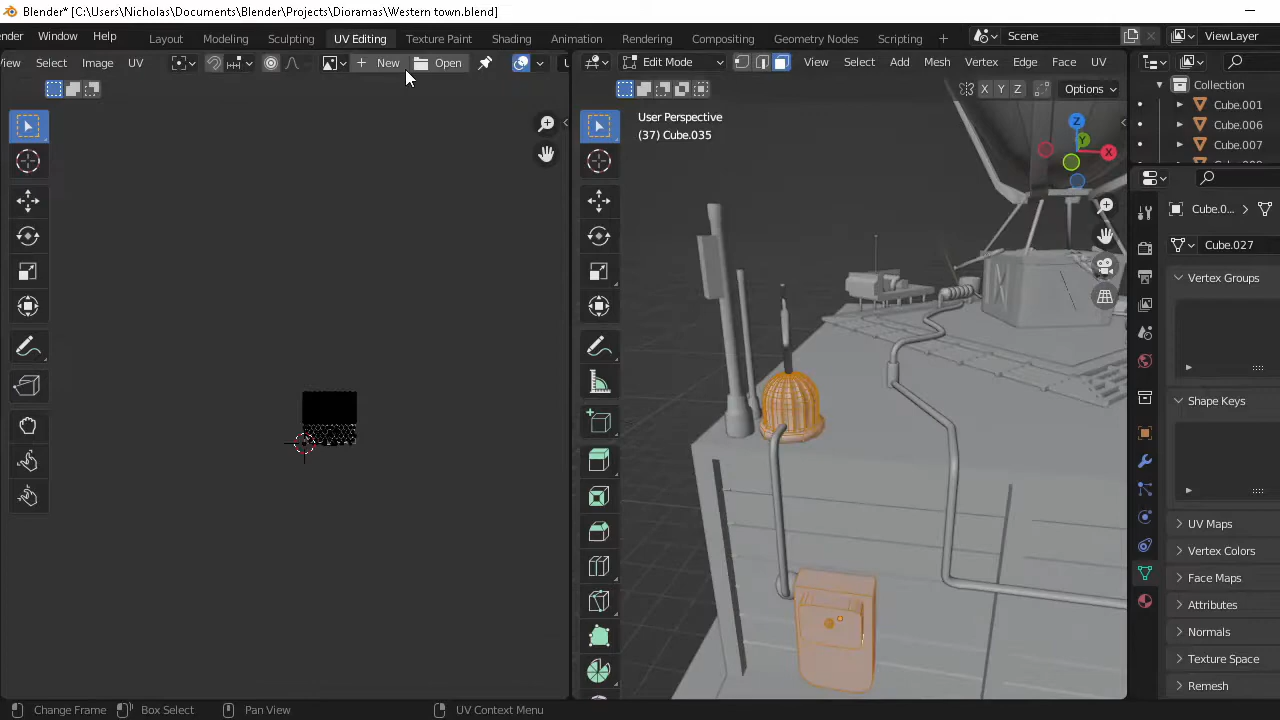 Blender* [C:\Users\Nicholas\Documents\Blender\Projects\Dioramas\Western town.blend]
ender Window Help Layout Modeling Sculpting UV Editing Texture Paint Shading Animation Rendering Compositing Geometry Nodes Scripting + Scene ViewLayer
iew Select Image UV + New Open U Edit Mode View Select Add Mesh Vertex Edge Face UV Collection
X Y Z Options Cube.001
User Perspective
(37) Cube.035
Z
Y
X
Cube.006
Cube.007
Cube.0... >
Cube.027
Vertex Groups
Shape Keys
UV Maps
Vertex Colors
Face Maps
Attributes
Normals
Texture Space
Remesh
Change Frame Box Select Pan View UV Context Menu